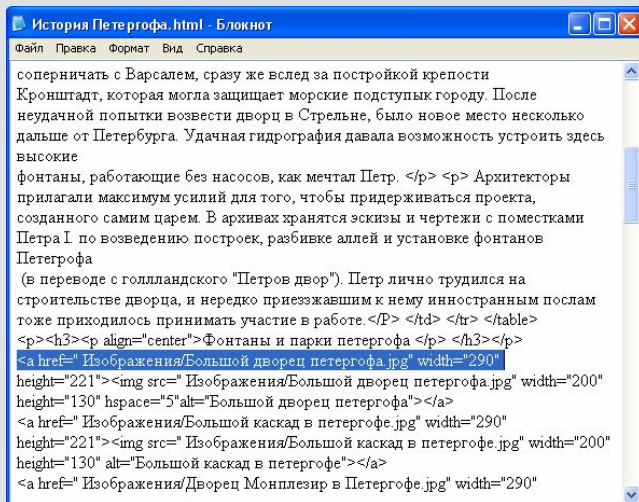 История Петергофа.html - Блокнот
Файл Правка Формат Вид Справка
соперничать с Варсалем, сразу же вслед за постройкой крепости
Кронштадт, которая могла защищает морские подступык городу. После
неудачной попытки возвести дворц в Стрельне, было новое место несколько
дальше от Петербурга. Удачная гидрография давала возможность устроить здесь
высокие
фонтаны, работающие без насосов, как мечтал Петр. </p> <p> Архитекторы
прилагали максимум усилий для того, чтобы придерживаться проекта,
созданного самим царем. В архивах хранятся эскизы и чертежи с поместками
Петра I. по возведению построек, разбивке аллей и установке фонтанов
Петегрофа
(в переводе с голлландского "Петров двор"). Петр лично трудился на
строительстве дворца, и нередко приеззжавшим к нему инностранным послам
тоже приходилось принимать участие в работе.</P> </td> </tr> </table>
<p><h3><p align="center">Фонтаны и парки петергофа </p> </h3></p>
<a href=" Изображения/Большой дворец петергофа.jpg" width="290"
height="221"><img src=" Изображения/Большой дворец петергофа.jpg" width="200"
height="130" hspace="5"alt="Большой дворец петергофа"></a>
<a href=" Изображения/Большой каскад в петергофе.jpg" width="290"
height="221"><img src=" Изображения/Большой каскад в петергофе.jpg" width="200"
height="130" alt="Большой каскад в петергофе"></a>
<a href=" Изображения/Дворец Монплезир в Петергофе.jpg" width="290"